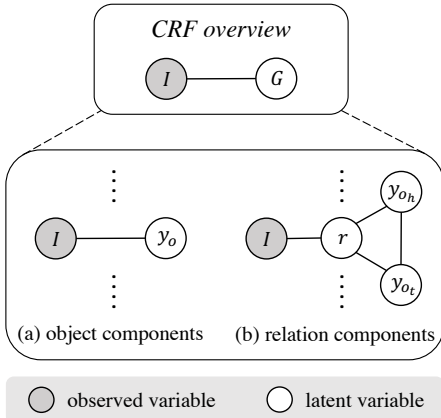 CRF overview
I G
I y_o
I r y_{o_h}
y_{o_t}
(a) object components (b) relation components
observed variable latent variable